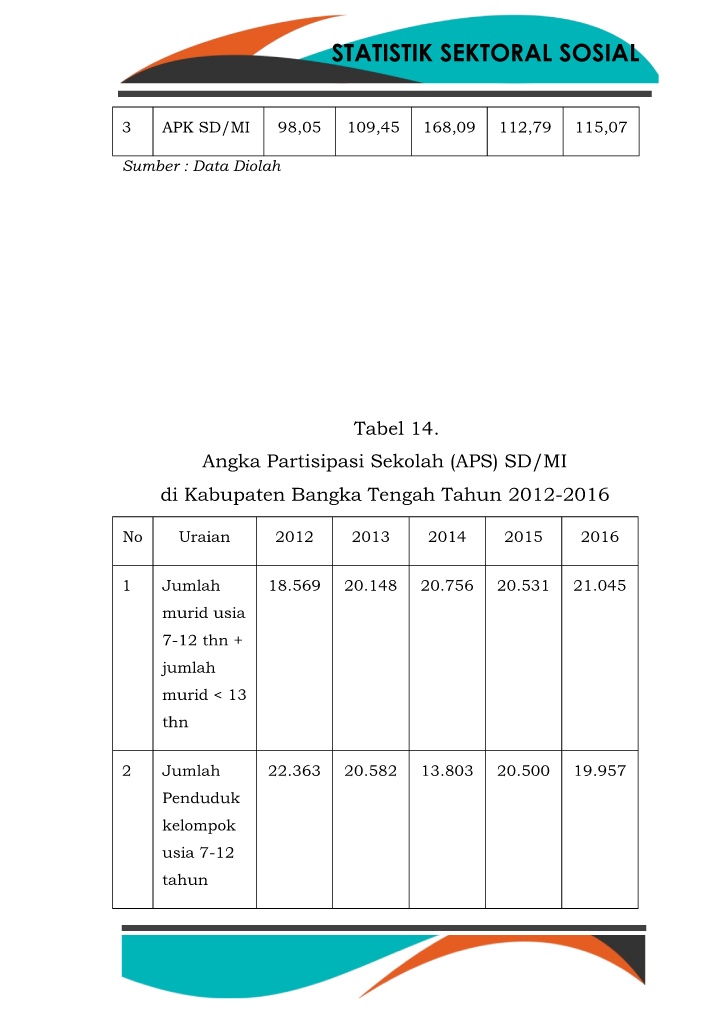 STATISTIK SEKTORAL SOSIAL
3 APK SD/MI 98,05 109,45 168,09 112,79 115,07
Sumber : Data Diolah
Tabel 14.
Angka Partisipasi Sekolah (APS) SD/MI
di Kabupaten Bangka Tengah Tahun 2012-2016
No Uraian 2012 2013 2014 2015 2016
1 Jumlah 18.569 20.148 20.756 20.531 21.045
murid usia
7-12 thn +
jumlah
murid < 13
thn
2 Jumlah 22.363 20.582 13.803 20.500 19.957
Penduduk
kelompok
usia 7-12
tahun